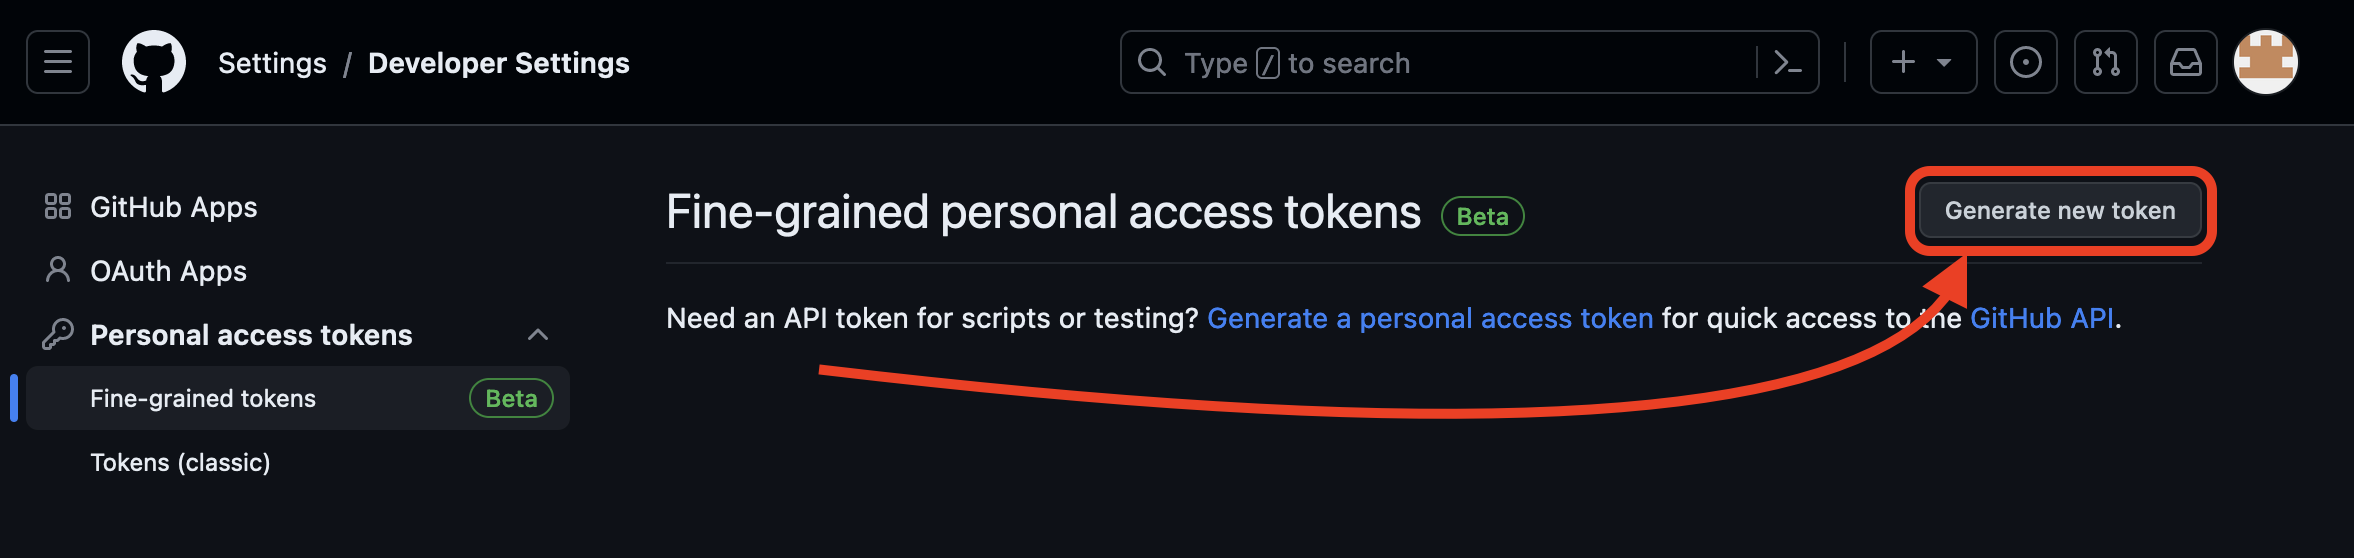 Settings / Developer Settings
Type / to search
GitHub Apps
OAuth Apps
Personal access tokens
Fine-grained tokens Beta
Tokens (classic)
Fine-grained personal access tokens Beta
Generate new token
Need an API token for scripts or testing? Generate a personal access token for quick access to the GitHub API.